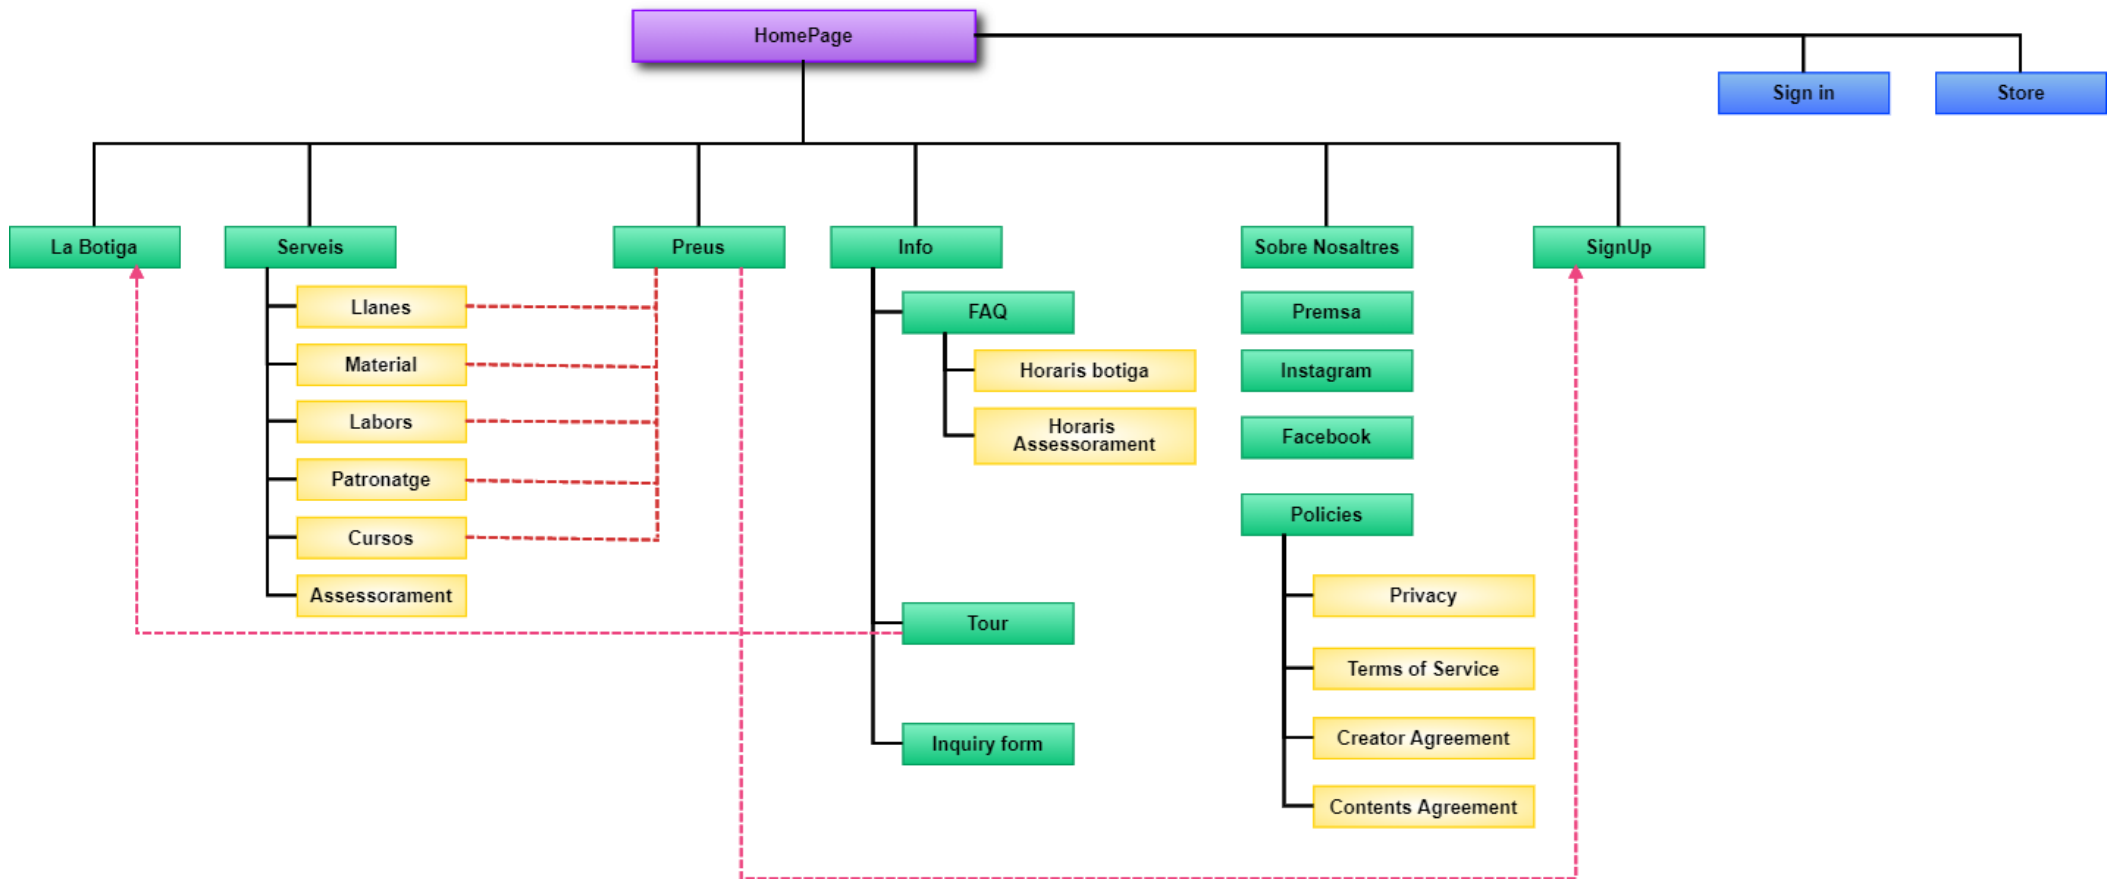 HomePage
Sign in
Store
La Botiga
Serveis
Preus
Info
Sobre Nosaltres
SignUp
Llanes
Material
Labors
Patronatge
Cursos
Assessorament
FAQ
Horaris botiga
Horaris
Assessorament
Tour
Inquiry form
Premsa
Instagram
Facebook
Policies
Privacy
Terms of Service
Creator Agreement
Contents Agreement